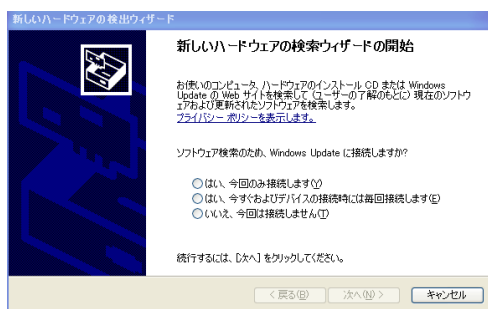 新しいハードウェアの検出ウィザード
新しいハードウェアの検索ウィザードの開始
お使いのコンピュータ、ハードウェアのインストール CD または Windows
Update の Web サイトを検索して (ユーザーの了解のもとに) 現在のソフトウ
ェアおよび更新されたソフトウェアを検索します。
プライバシー ポリシーを表示します。
ソフトウェア検索のため、Windows Update に接続しますか?
はい、今回のみ接続します(Y)
はい、今すぐおよびデバイスの接続時には毎回接続します(E)
いいえ、今回は接続しません(T)
続行するには、[次へ] をクリックしてください。
< 戻る(B) 次へ(N) > キャンセル